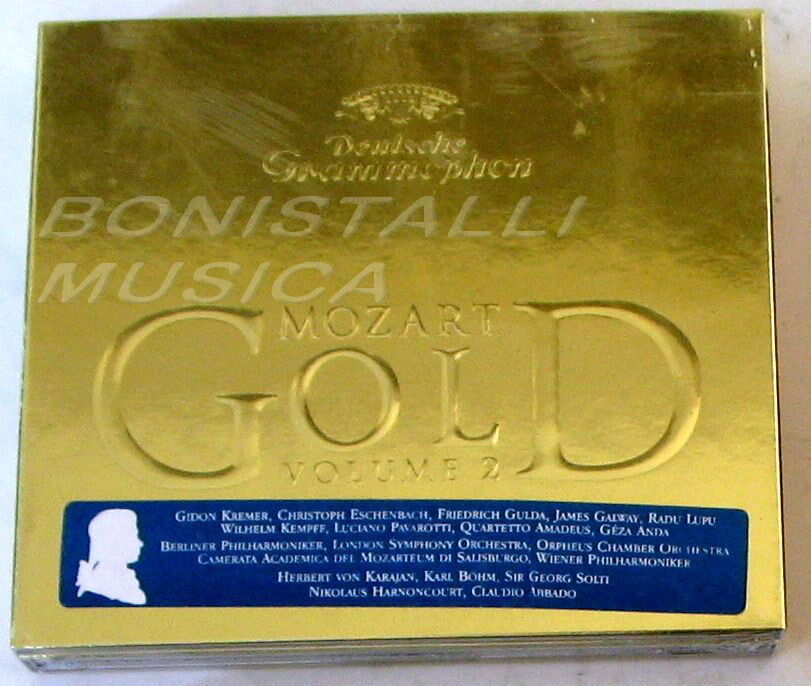 Deutsche
Grammophon
BONISTALLI
MUSICA
MOZART
GOLD
VOLUME 2
GIDON KREMER, CHRISTOPH ESCHENBACH, FRIEDRICH GULDA, JAMES GALWAY, RADU LUPU
WILHELM KEMPFF, LUCIANO PAVAROTTI, QUARTETTO AMADEUS, GÉZA ANDA
BERLINER PHILHARMONIKER, LONDON SYMPHONY ORCHESTRA, ORPHEUS CHAMBER ORCHESTRA
CAMERATA ACADEMICA DEL MOZARTEUM DI SALISBURGO, WIENER PHILHARMONIKER
HERBERT VON KARAJAN, KARL BÖHM, SIR GEORG SOLTI
NIKOLAUS HARNONCOURT, CLAUDIO ABBADO